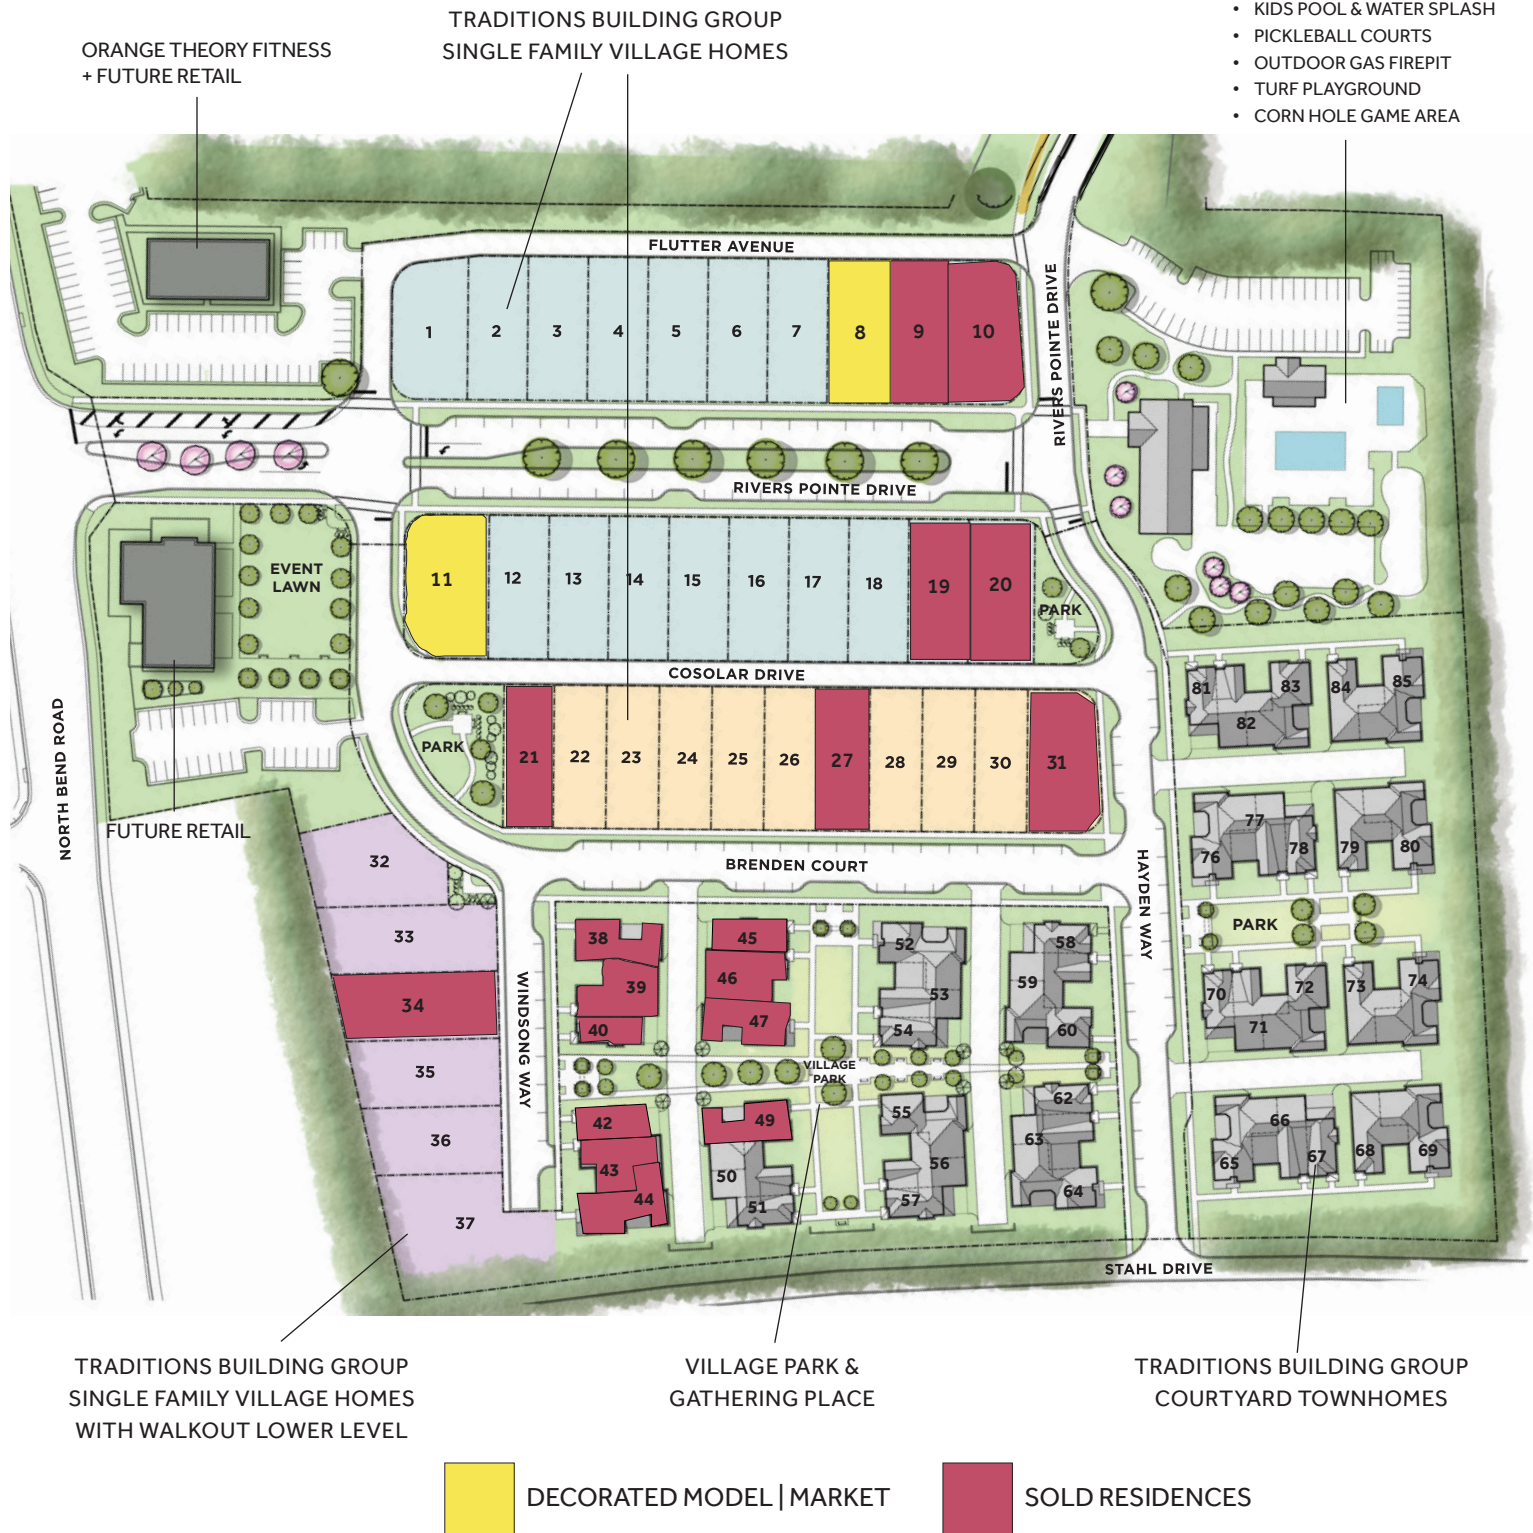 • KIDS POOL & WATER SPLASH
• PICKLEBALL COURTS
• OUTDOOR GAS FIREPIT
• TURF PLAYGROUND
• CORN HOLE GAME AREA
TRADITIONS BUILDING GROUP
SINGLE FAMILY VILLAGE HOMES
ORANGE THEORY FITNESS
+ FUTURE RETAIL
FLUTTER AVENUE
RIVERS POINTE DRIVE
1 2 3 4 5 6 7 8 9 10
RIVERS POINTE DRIVE
EVENT
LAWN
11 12 13 14 15 16 17 18 19 20
PARK
COSOLAR DRIVE
PARK
21 22 23 24 25 26 27 28 29 30 31
NORTH BEND ROAD
FUTURE RETAIL
BRENDEN COURT
HAYDEN WAY
WINDSONG WAY
32
33
34
35
36
37
38
39
40
42
43
44
45
46
47
49
50
51
VILLAGE
PARK
52
53
54
55
56
57
58
59
60
62
63
64
81 82 83 84 85
76 77 78 79 80
PARK
70 71 72 73 74
65 66 67 68 69
STAHL DRIVE
TRADITIONS BUILDING GROUP
SINGLE FAMILY VILLAGE HOMES
WITH WALKOUT LOWER LEVEL
VILLAGE PARK &
GATHERING PLACE
TRADITIONS BUILDING GROUP
COURTYARD TOWNHOMES
DECORATED MODEL | MARKET
SOLD RESIDENCES